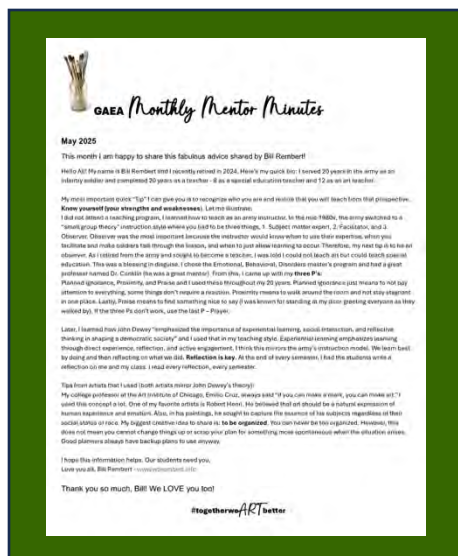 GAEA Monthly Mentor Minutes
May 2025
This month I am happy to share this fabulous advice shared by Bill Rembert!
Hello All! My name is Bill Rembert and I recently retired in 2024. Here's my quick bio: I served 20 years in the army as an
infantry soldier and completed 20 years as a teacher - 8 as a special education teacher and 12 as an art teacher.
My most important quick "Tip" I can give you is to recognize who you are and realize that you will teach from that prospective.
Know yourself (your strengths and weaknesses). Let me illustrate:
I did not attend a teaching program, I learned how to teach as an army instructor. In the mid-1980s, the army switched to a
"small group theory" instruction style where you had to be three things, 1. Subject matter expert, 2. Facilitator, and 3.
Observer. Observer was the most important because the instructor would know when to use their expertise, when you
facilitate and make soldiers talk through the lesson, and when to just allow learning to occur. Therefore, my next tip is to be an
observer. As I retired from the army and sought to become a teacher, I was told I could not teach art but could teach special
education. This was a blessing in disguise. I chose the Emotional, Behavioral, Disorders master's program and had a great
professor named Dr. Conklin (he was a great mentor). From this, I came up with my three P's:
Planned Ignorance, Proximity, and Praise and I used these throughout my 20 years. Planned Ignorance just means to not pay
attention to everything, some things don't require a reaction. Proximity means to walk around the room and not stay stagnant
in one place. Lastly, Praise means to find something nice to say (I was known for standing at my door greeting everyone as they
walked by). If the three Ps don't work, use the last P – Prayer.
Later, I learned how John Dewey "emphasized the importance of experiential learning, social interaction, and reflective
thinking in shaping a democratic society" and I used that in my teaching style. Experiential learning emphasizes learning
through direct experience, reflection, and active engagement. I think this mirrors the army's instruction model. We learn best
by doing and then reflecting on what we did. Reflection is key. At the end of every semester, I had the students write a
reflection on me and my class. I read every reflection, every semester.
Tips from artists that I used (both artists mirror John Dewey's theory):
My college professor at the Art Institute of Chicago, Emilio Cruz, always said "if you can make a mark, you can make art." I
used this concept a lot. One of my favorite artists is Robert Henri. He believed that art should be a natural expression of
human experience and emotion. Also, in his paintings, he sought to capture the essence of his subjects regardless of their
social status or race. My biggest creative idea to share is: to be organized. You can never be too organized. However, this
does not mean you cannot change things up or scrap your plan for something more spontaneous when the situation arises.
Good planners always have backup plans to use anyway.
I hope this information helps. Our students need you.
Love you all, Bill Rembert -
Thank you so much, Bill! We LOVE you too!
#togetherweARTbetter